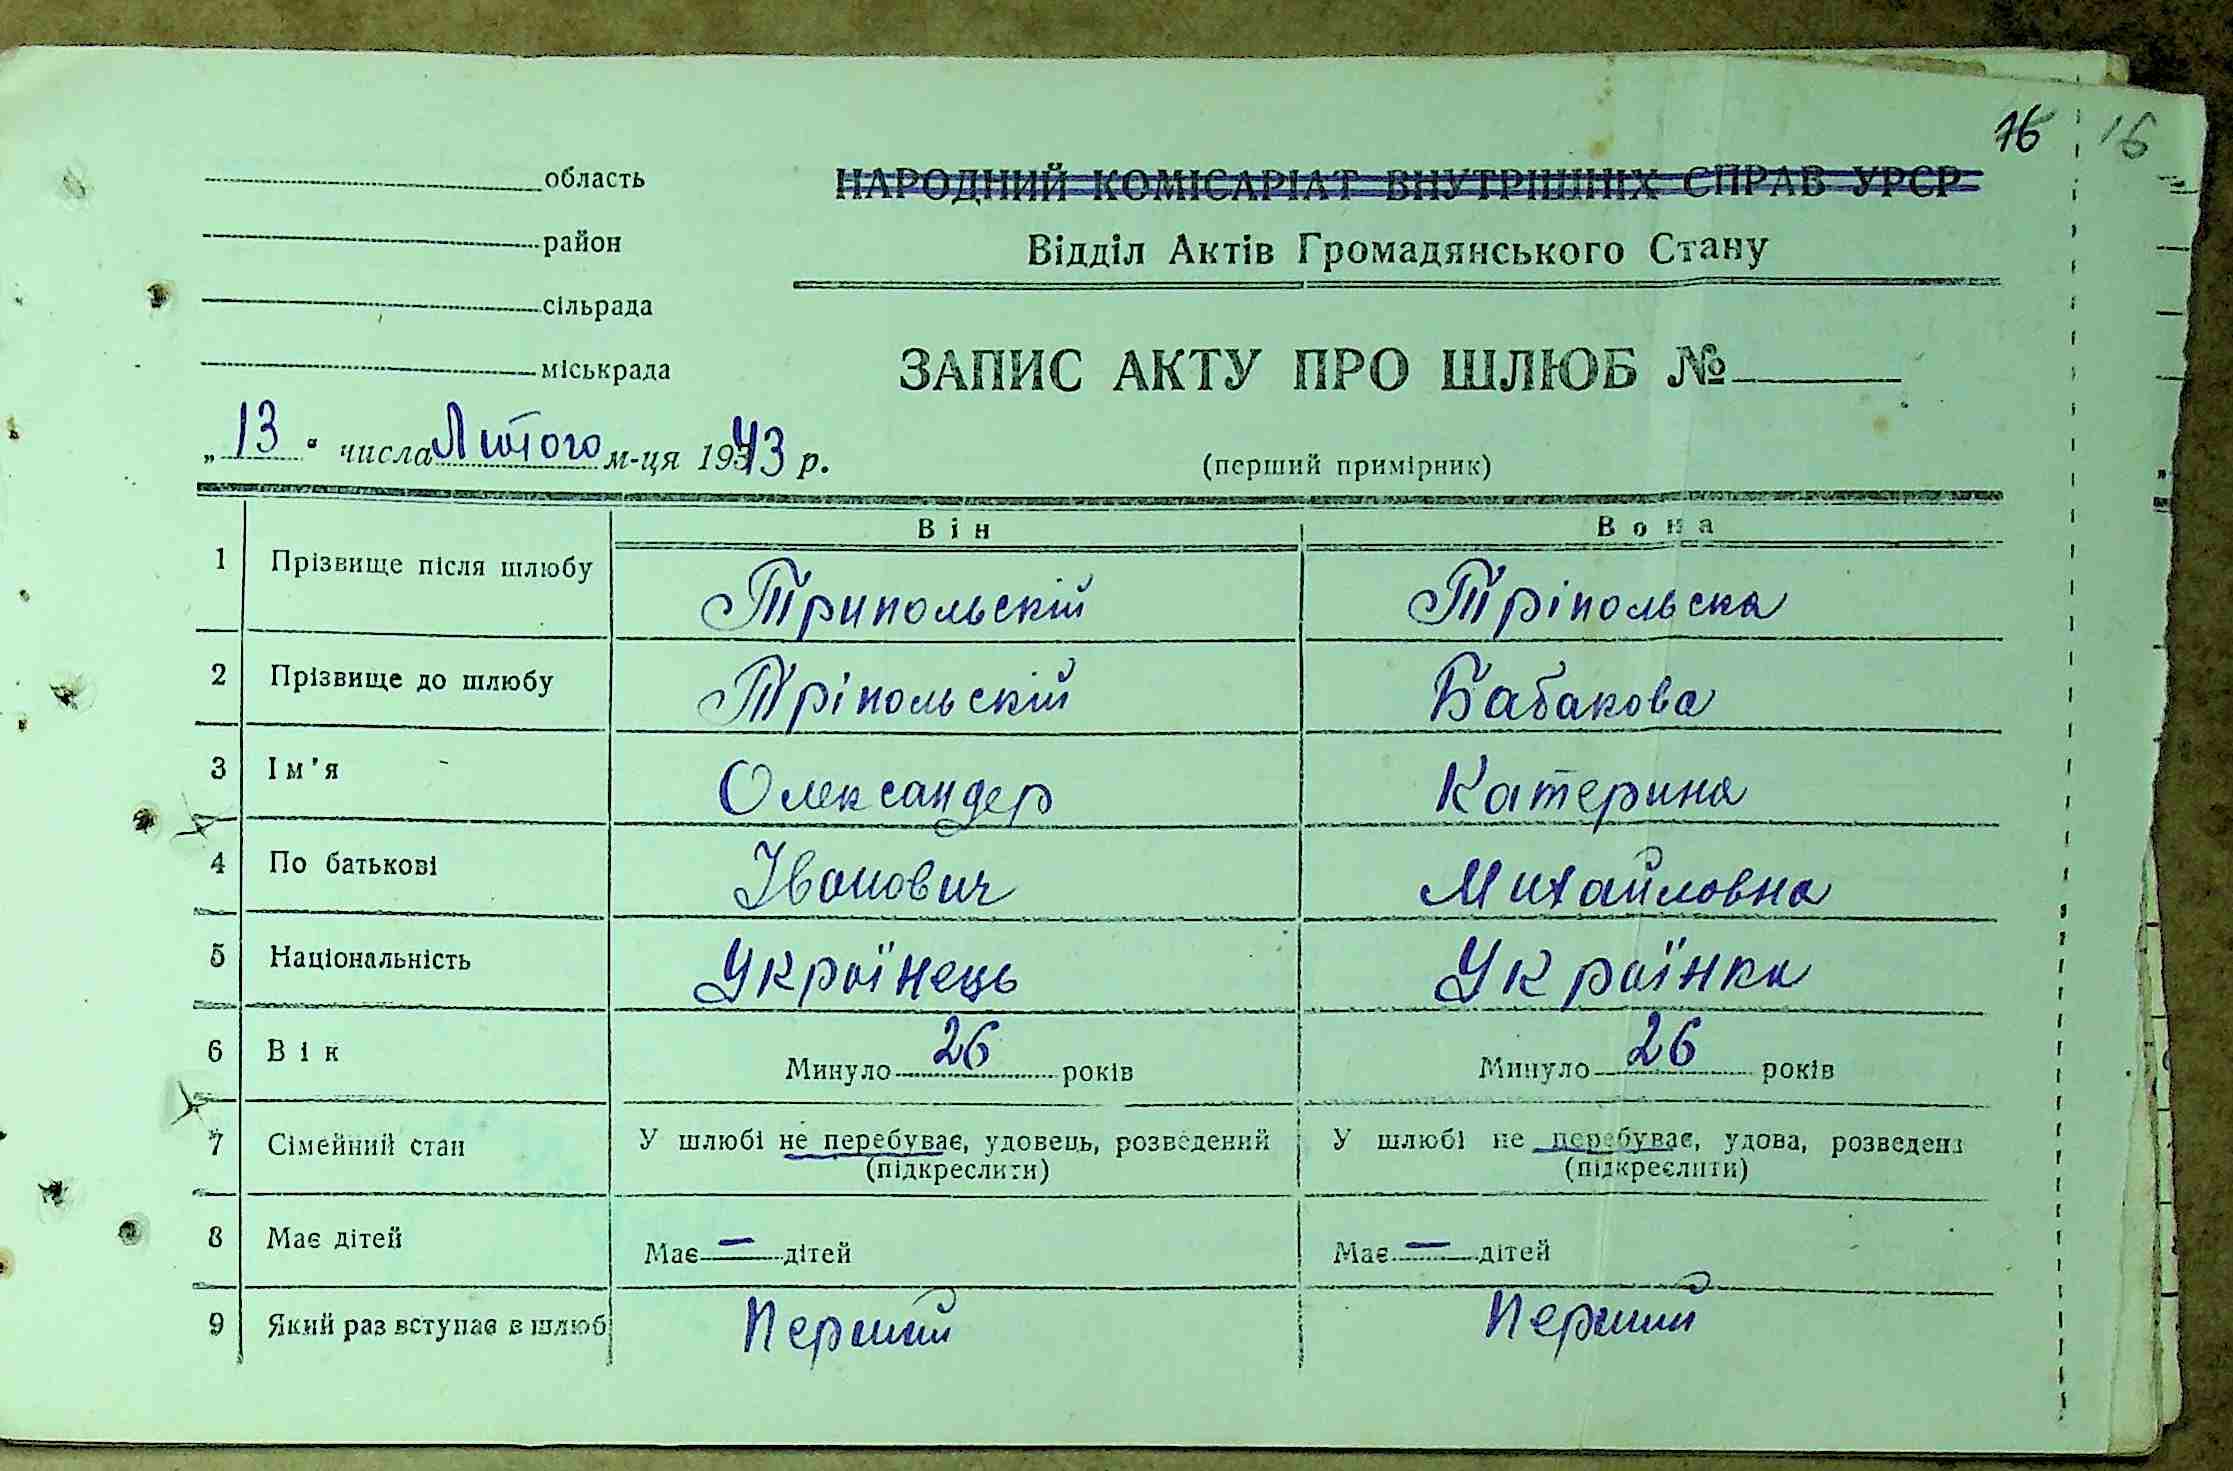 16 16
область
НАРОДНИЙ КОМІСАРІАТ ВНУТРІШНІХ СПРАВ УРСР
район
Відділ Актів Громадянського Стану
сільрада
міськрада
ЗАПИС АКТУ ПРО ШЛЮБ №
„13“ числа Лютого м-ця 1943 р.
(перший примірник)
Він Вона
1 Прізвище після шлюбу Трипольскій Тріпольска
2 Прізвище до шлюбу Тріпольскій Бабакова
3 Ім'я Олександер Катерина
4 По батькові Іванович Михайловна
5 Національність Українець Українка
6 Вік Минуло 26 років Минуло 26 років
7 Сімейний стан У шлюбі не перебуває, удовець, розведений У шлюбі не перебуває, удова, розведена
(підкреслити) (підкреслити)
8 Має дітей Має — дітей Має — дітей
9 Який раз вступає в шлюб Перший Перший